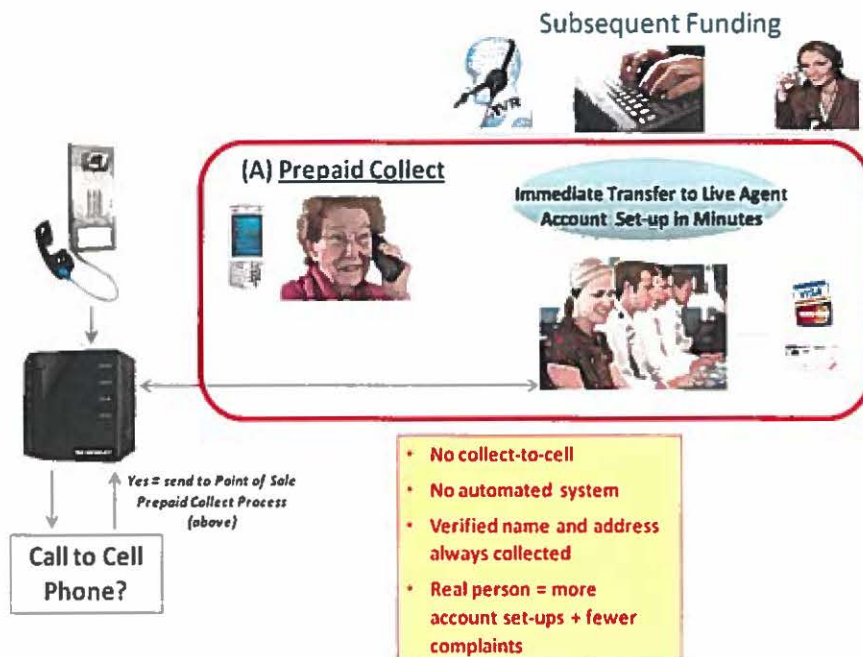 Subsequent Funding
IVR
(A) Prepaid Collect
Immediate Transfer to Live Agent
Account Set-up in Minutes
VISA
Yes = send to Point of Sale
Prepaid Collect Process
(above)
Call to Cell
Phone?
• No collect-to-cell
• No automated system
• Verified name and address
always collected
• Real person = more
account set-ups + fewer
complaints